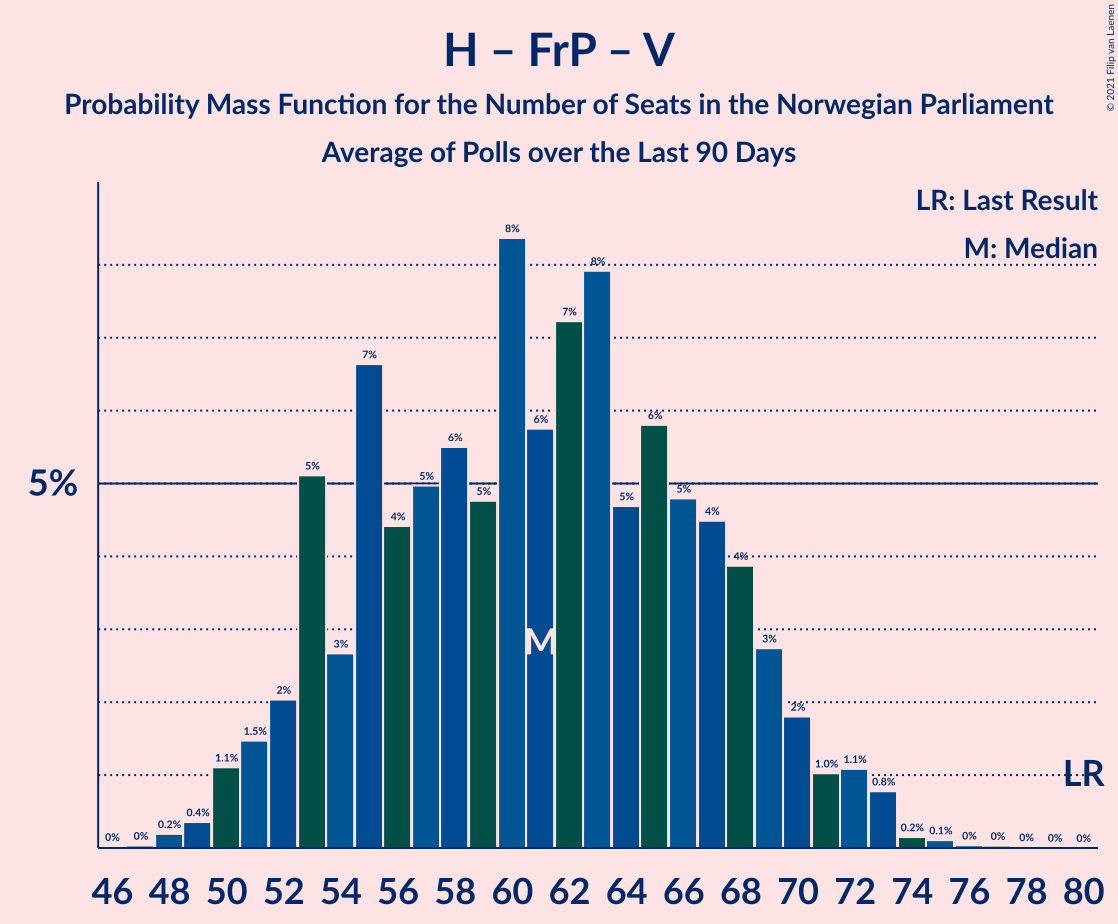 H – FrP – V
Probability Mass Function for the Number of Seats in the Norwegian Parliament
Average of Polls over the Last 90 Days
© 2021 Filip van Laenen
LR: Last Result
M: Median
5%
0% 0% 0.2% 0.4% 1.1% 1.5% 2% 5% 3% 7% 4% 5% 6% 5% 8% 6% 7% 8% 5% 6% 5% 4% 4% 3% 2% 1.0% 1.1% 0.8% 0.2% 0.1% 0% 0% 0% 0% 0%
M
LR
46 48 50 52 54 56 58 60 62 64 66 68 70 72 74 76 78 80